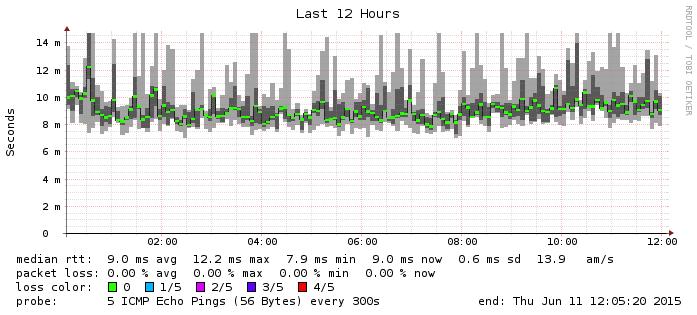 Last 12 Hours
RRDTOOL / TOBI OETIKER
Seconds
14 m
12 m
10 m
8 m
6 m
4 m
2 m
0
02:00 04:00 06:00 08:00 10:00 12:00
median rtt: 9.0 ms avg 12.2 ms max 7.9 ms min 9.0 ms now 0.6 ms sd 13.9 am/s
packet loss: 0.00 % avg 0.00 % max 0.00 % min 0.00 % now
loss color: 0 1/5 2/5 3/5 4/5
probe: 5 ICMP Echo Pings (56 Bytes) every 300s end: Thu Jun 11 12:05:20 2015